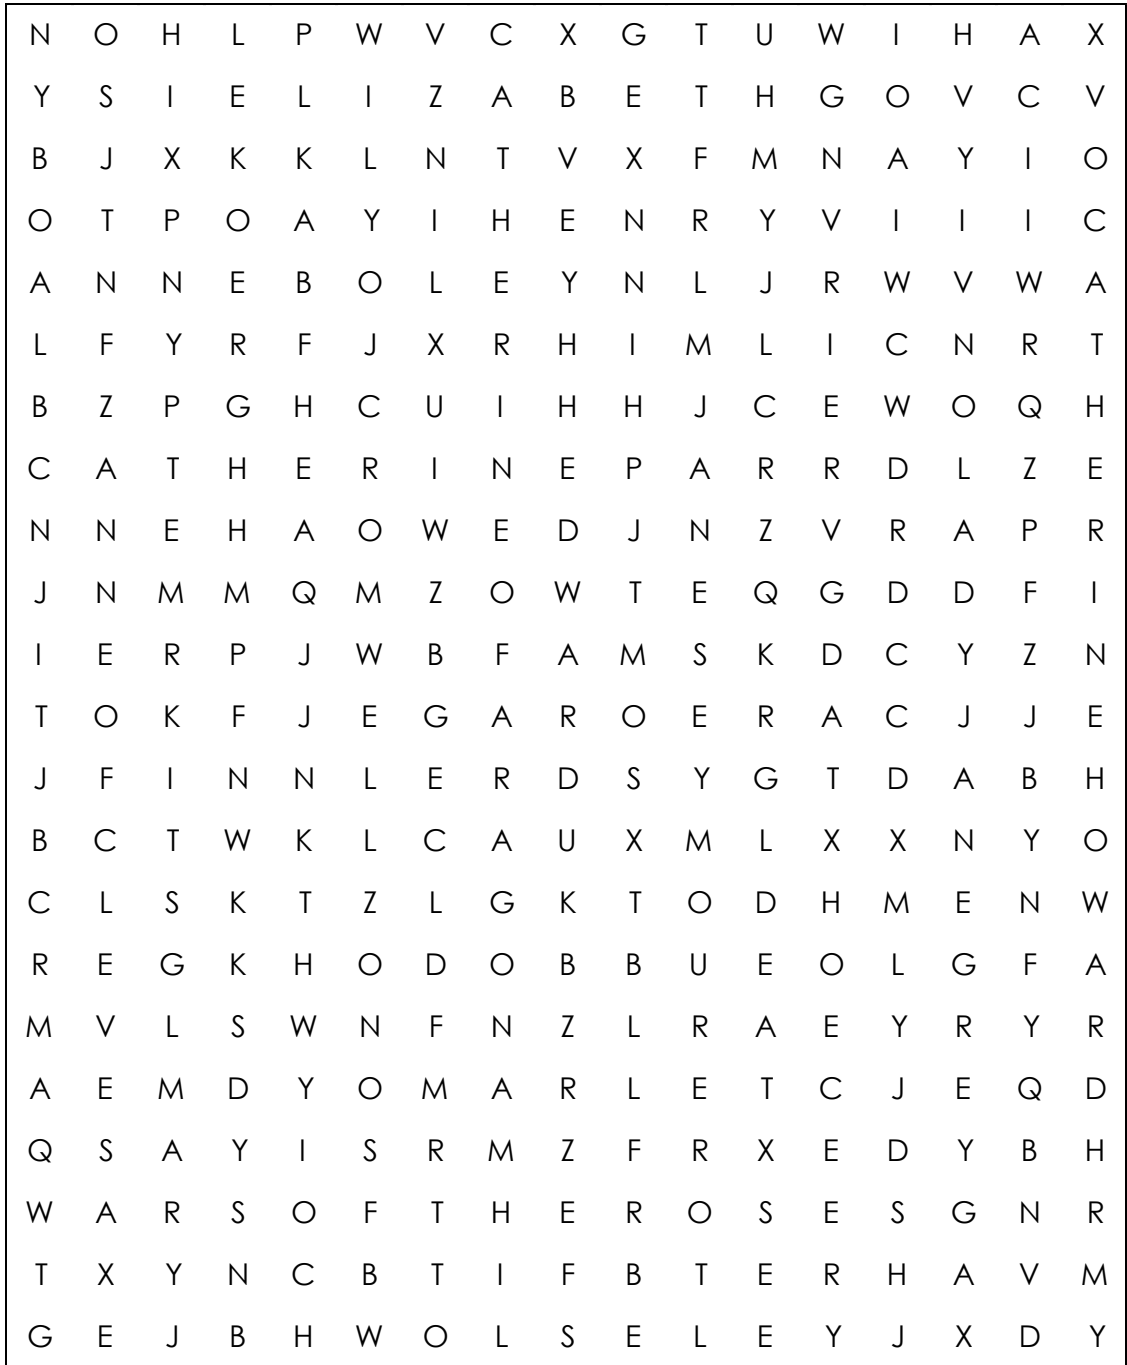 N O H L P W V C X G T U W I H A X
Y S I E L I Z A B E T H G O V C V
B J X K K L N T V X F M N A Y I O
O T P O A Y I H E N R Y V I I I C
A N N E B O L E Y N L J R W V W A
L F Y R F J X R H I M L I C N R T
B Z P G H C U I H H J C E W O Q H
C A T H E R I N E P A R R D L Z E
N N E H A O W E D J N Z V R A P R
J N M M Q M Z O W T E Q G D D F I
I E R P J W B F A M S K D C Y Z N
T O K F J E G A R O E R A C J J E
J F I N N L E R D S Y G T D A B H
B C T W K L C A U X M L X X N Y O
C L S K T Z L G K T O D H M E N W
R E G K H O D O B B U E O L G F A
M V L S W N F N Z L R A E Y R Y R
A E M D Y O M A R L E T C J E Q D
Q S A Y I S R M Z F R X E D Y B H
W A R S O F T H E R O S E S G N R
T X Y N C B T I F B T E R H A V M
G E J B H W O L S E L E Y J X D Y